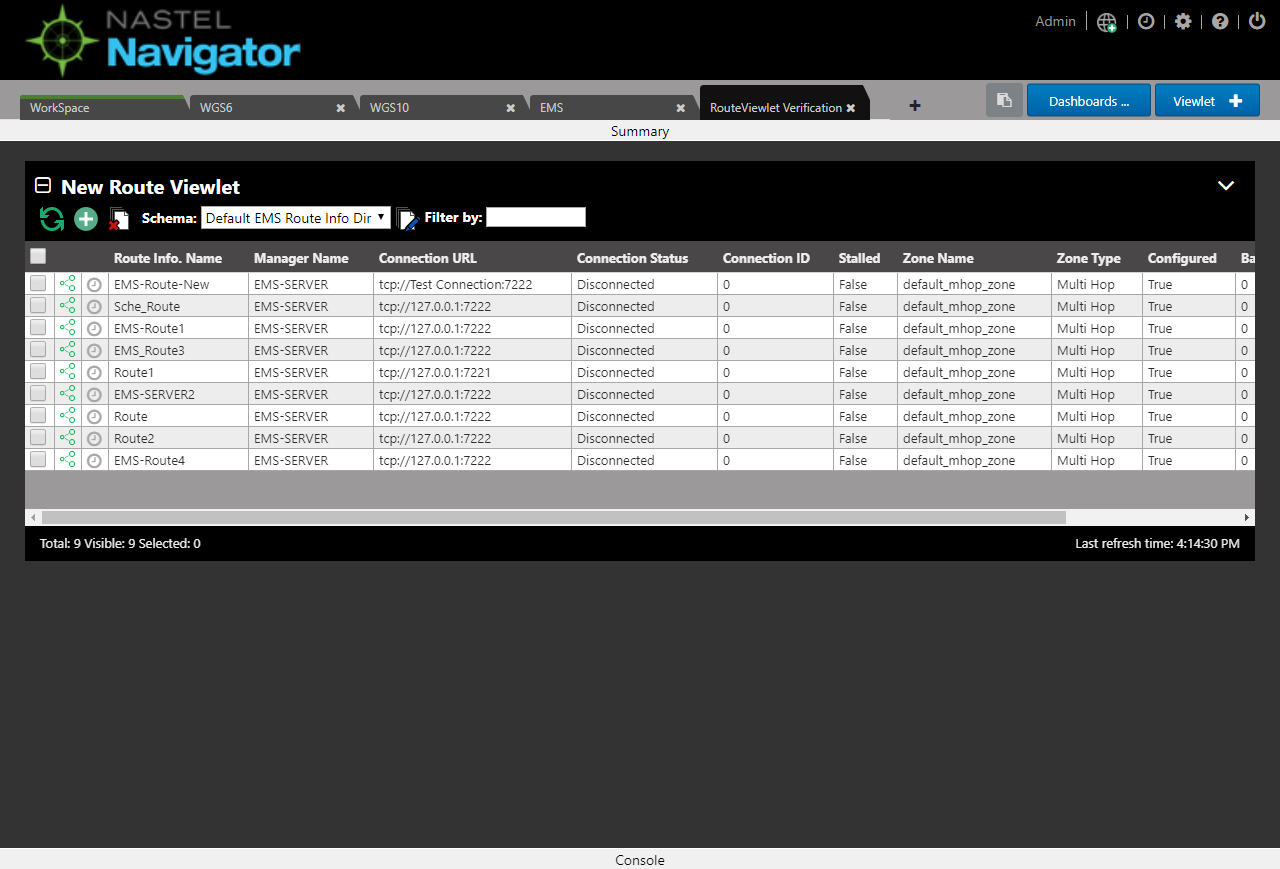 NASTEL
Navigator
Admin
WorkSpace WGS6 WGS10 EMS RouteViewlet Verification + Dashboards ... Viewlet
Summary
New Route Viewlet
Schema: Default EMS Route Info Dir Filter by:
Route Info. Name Manager Name Connection URL Connection Status Connection ID Stalled Zone Name Zone Type Configured Ba
EMS-Route-New EMS-SERVER tcp://Test Connection:7222 Disconnected 0 False default_mhop_zone Multi Hop True 0
Sche_Route EMS-SERVER tcp://127.0.0.1:7222 Disconnected 0 False default_mhop_zone Multi Hop True 0
EMS-Route1 EMS-SERVER tcp://127.0.0.1:7222 Disconnected 0 False default_mhop_zone Multi Hop True 0
EMS_Route3 EMS-SERVER tcp://127.0.0.1:7222 Disconnected 0 False default_mhop_zone Multi Hop True 0
Route1 EMS-SERVER tcp://127.0.0.1:7221 Disconnected 0 False default_mhop_zone Multi Hop True 0
EMS-SERVER2 EMS-SERVER tcp://127.0.0.1:7222 Disconnected 0 False default_mhop_zone Multi Hop True 0
Route EMS-SERVER tcp://127.0.0.1:7222 Disconnected 0 False default_mhop_zone Multi Hop True 0
Route2 EMS-SERVER tcp://127.0.0.1:7222 Disconnected 0 False default_mhop_zone Multi Hop True 0
EMS-Route4 EMS-SERVER tcp://127.0.0.1:7222 Disconnected 0 False default_mhop_zone Multi Hop True 0
Total: 9 Visible: 9 Selected: 0 Last refresh time: 4:14:30 PM
Console